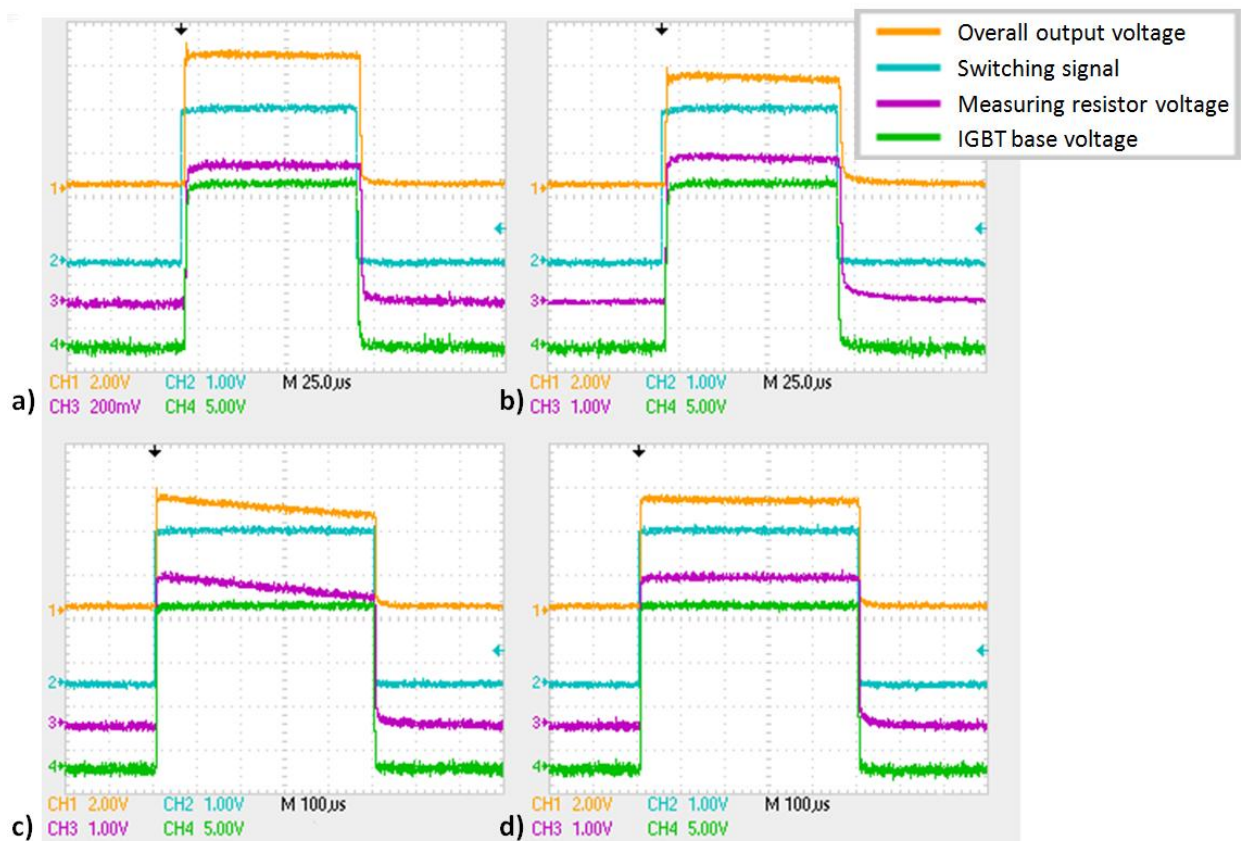 Overall output voltage
Switching signal
Measuring resistor voltage
IGBT base voltage
1
2
3
4
CH1 2.00V CH2 1.00V M 25.0µs
a) CH3 200mV CH4 5.00V
1
2
3
4
CH1 2.00V CH2 1.00V M 25.0µs
b) CH3 1.00V CH4 5.00V
1
2
3
4
CH1 2.00V CH2 1.00V M 100µs
c) CH3 1.00V CH4 5.00V
1
2
3
4
CH1 2.00V CH2 1.00V M 100µs
d) CH3 1.00V CH4 5.00V